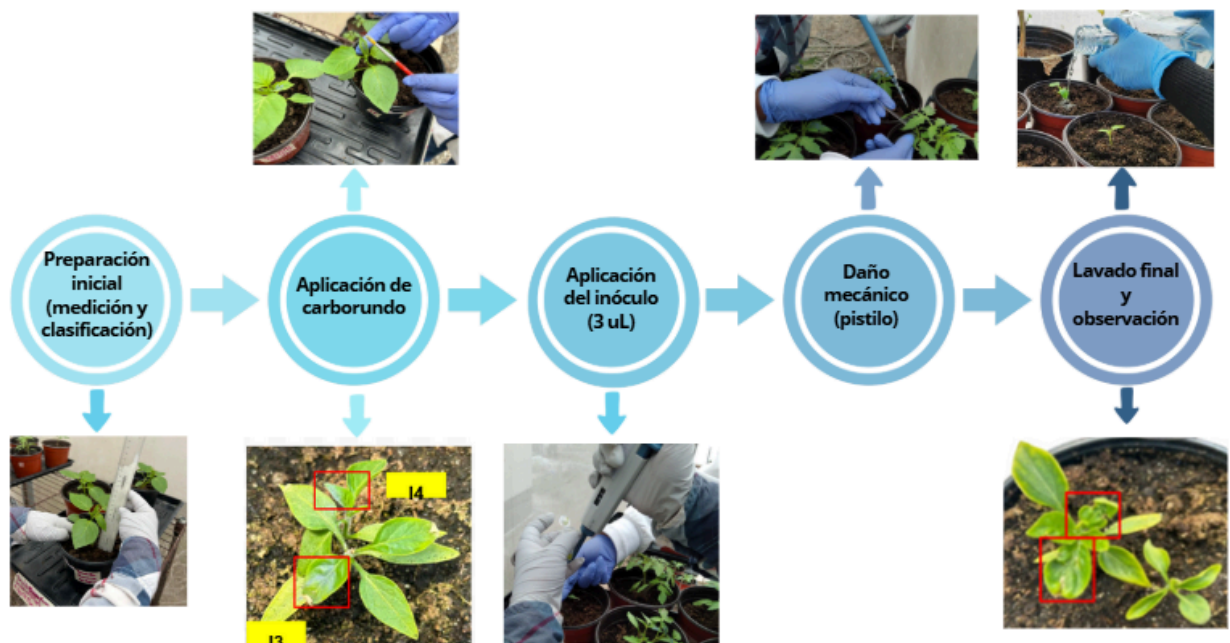 Preparación
inicial
(medición y
clasificación)
Aplicación de
carborundo
Aplicación
del inóculo
(3 uL)
Daño
mecánico
(pistilo)
Lavado final
y
observación
I4
I3